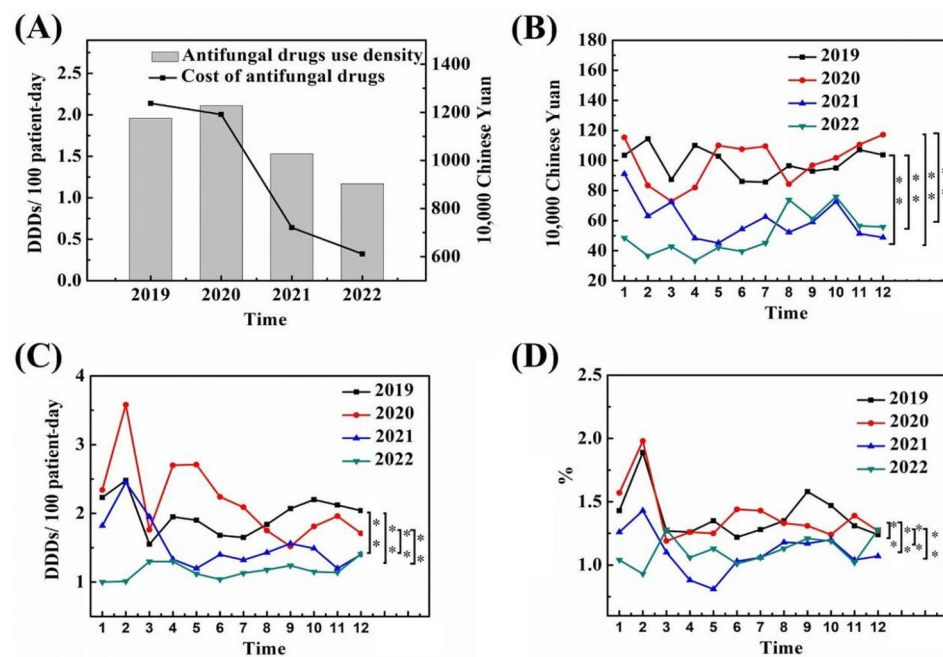 (A)
Antifungal drugs use density
Cost of antifungal drugs
DDDs/ 100 patient-day
2.5
2.0
1.5
1.0
0.5
0.0
10,000 Chinese Yuan
1400
1200
1000
800
600
2019 2020 2021 2022
Time
(B)
10,000 Chinese Yuan
180
160
140
120
100
80
60
40
20
2019
2020
2021
2022
* *
* *
* *
1 2 3 4 5 6 7 8 9 10 11 12
Time
(C)
DDDs/ 100 patient-day
4
3
2
1
2019
2020
2021
2022
* *
* *
* *
* *
1 2 3 4 5 6 7 8 9 10 11 12
Time
(D)
%
2.5
2.0
1.5
1.0
2019
2020
2021
2022
* *
* *
* *
* *
1 2 3 4 5 6 7 8 9 10 11 12
Time